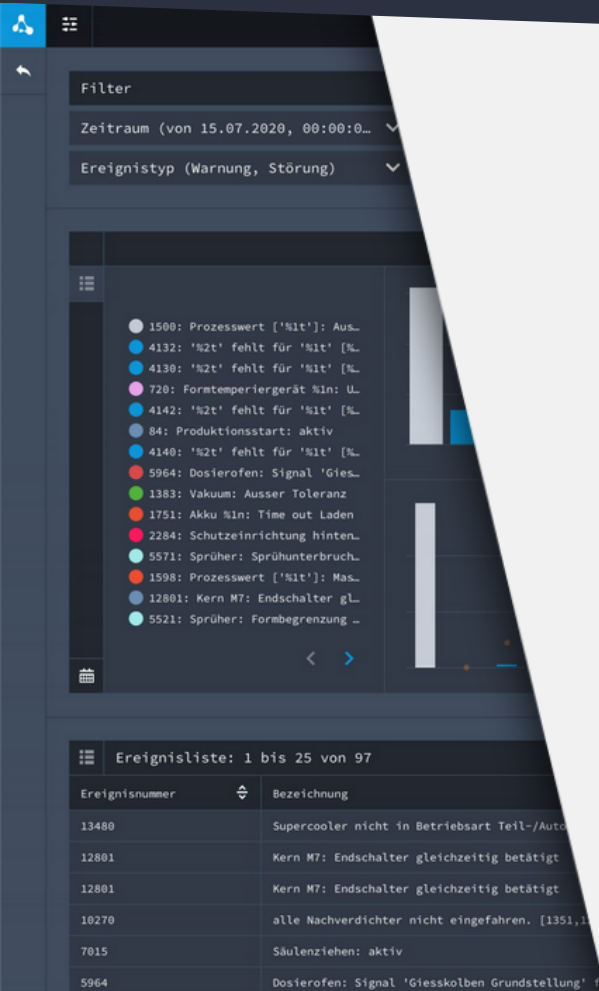 Filter
Zeitraum (von 15.07.2020, 00:00:0…
Ereignistyp (Warnung, Störung)
1500: Prozesswert ['%1t']: Aus…
4132: '%2t' fehlt für '%1t' [%…
4130: '%2t' fehlt für '%1t' [%…
720: Formtemperiergerät %1n: U…
4142: '%2t' fehlt für '%1t' [%…
84: Produktionsstart: aktiv
4140: '%2t' fehlt für '%1t' [%…
5964: Dosierofen: Signal 'Gies…
1383: Vakuum: Ausser Toleranz
1751: Akku %1n: Time out Laden
2284: Schutzeinrichtung hinten…
5571: Sprüher: Sprühunterbruch…
1598: Prozesswert ['%1t']: Mas…
12801: Kern M7: Endschalter gl…
5521: Sprüher: Formbegrenzung …
Ereignisliste: 1 bis 25 von 97
Ereignisnummer Bezeichnung
13480 Supercooler nicht in Betriebsart Teil-/Auto
12801 Kern M7: Endschalter gleichzeitig betätigt
12801 Kern M7: Endschalter gleichzeitig betätigt
10270 alle Nachverdichter nicht eingefahren. [1351,1
7015 Säulenziehen: aktiv
5964 Dosierofen: Signal 'Giesskolben Grundstellung'